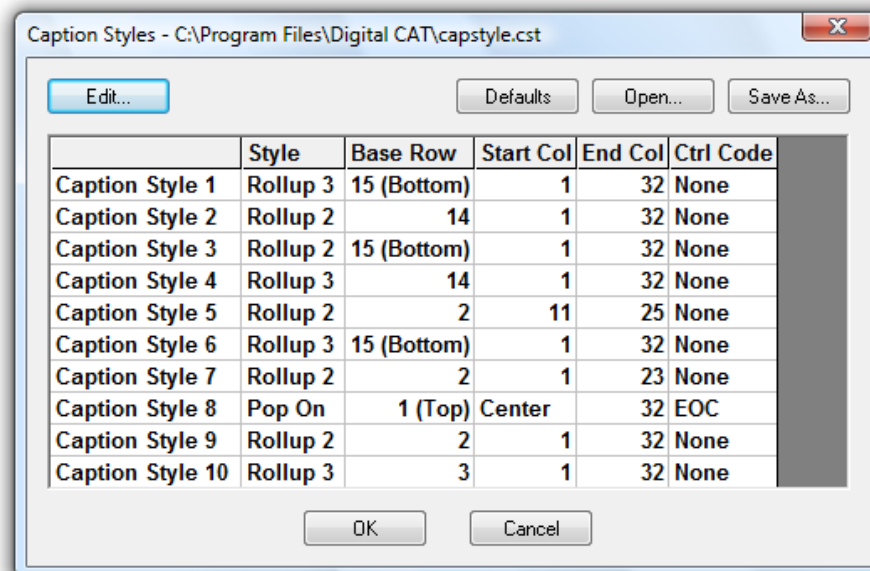 Caption Styles - C:\Program Files\Digital CAT\capstyle.cst
Edit... Defaults Open... Save As...
Style Base Row Start Col End Col Ctrl Code
Caption Style 1 Rollup 3 15 (Bottom) 1 32 None
Caption Style 2 Rollup 2 14 1 32 None
Caption Style 3 Rollup 2 15 (Bottom) 1 32 None
Caption Style 4 Rollup 3 14 1 32 None
Caption Style 5 Rollup 2 2 11 25 None
Caption Style 6 Rollup 3 15 (Bottom) 1 32 None
Caption Style 7 Rollup 2 2 1 23 None
Caption Style 8 Pop On 1 (Top) Center 32 EOC
Caption Style 9 Rollup 2 2 1 32 None
Caption Style 10 Rollup 3 3 1 32 None
OK Cancel